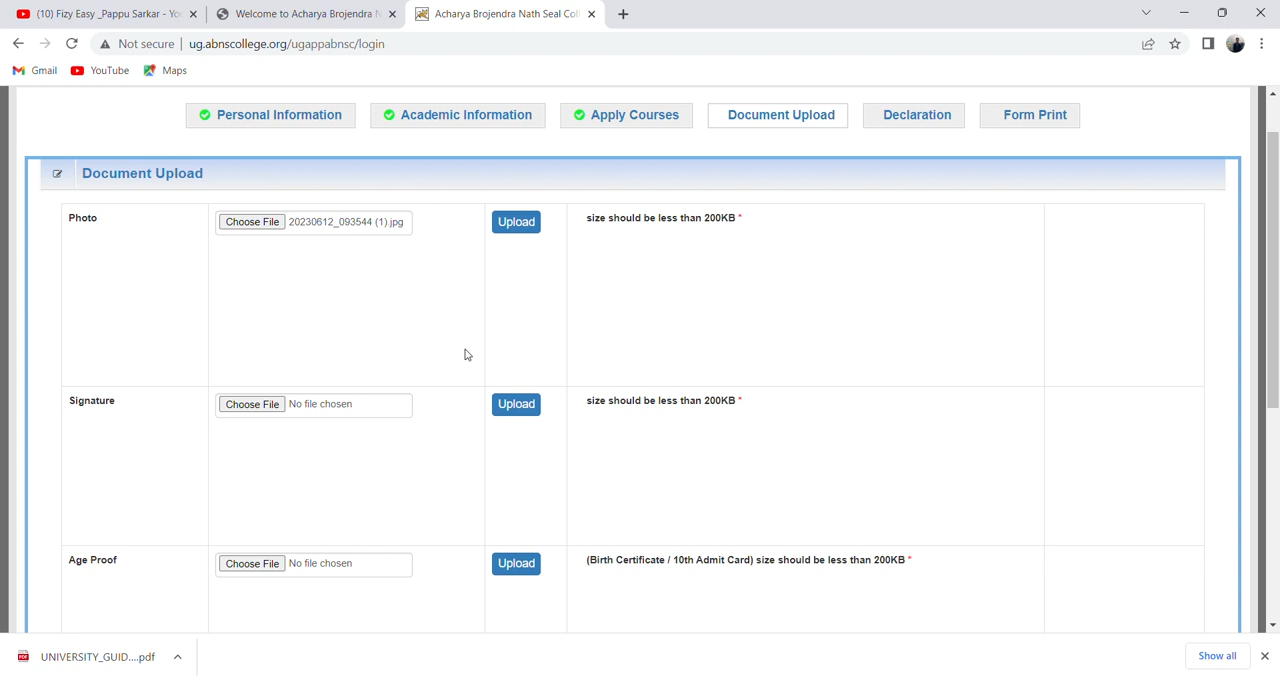 (10) Fizy Easy _Pappu Sarkar - Yo
Welcome to Acharya Brojendra N
Acharya Brojendra Nath Seal Coll
Not secure | ug.abnscollege.org/ugappabnsc/login
Gmail YouTube Maps
Personal Information Academic Information Apply Courses Document Upload Declaration Form Print
Document Upload
Photo Choose File 20230612_093544 (1).jpg Upload size should be less than 200KB *
Signature Choose File No file chosen Upload size should be less than 200KB *
Age Proof Choose File No file chosen Upload (Birth Certificate / 10th Admit Card) size should be less than 200KB *
UNIVERSITY_GUID....pdf Show all